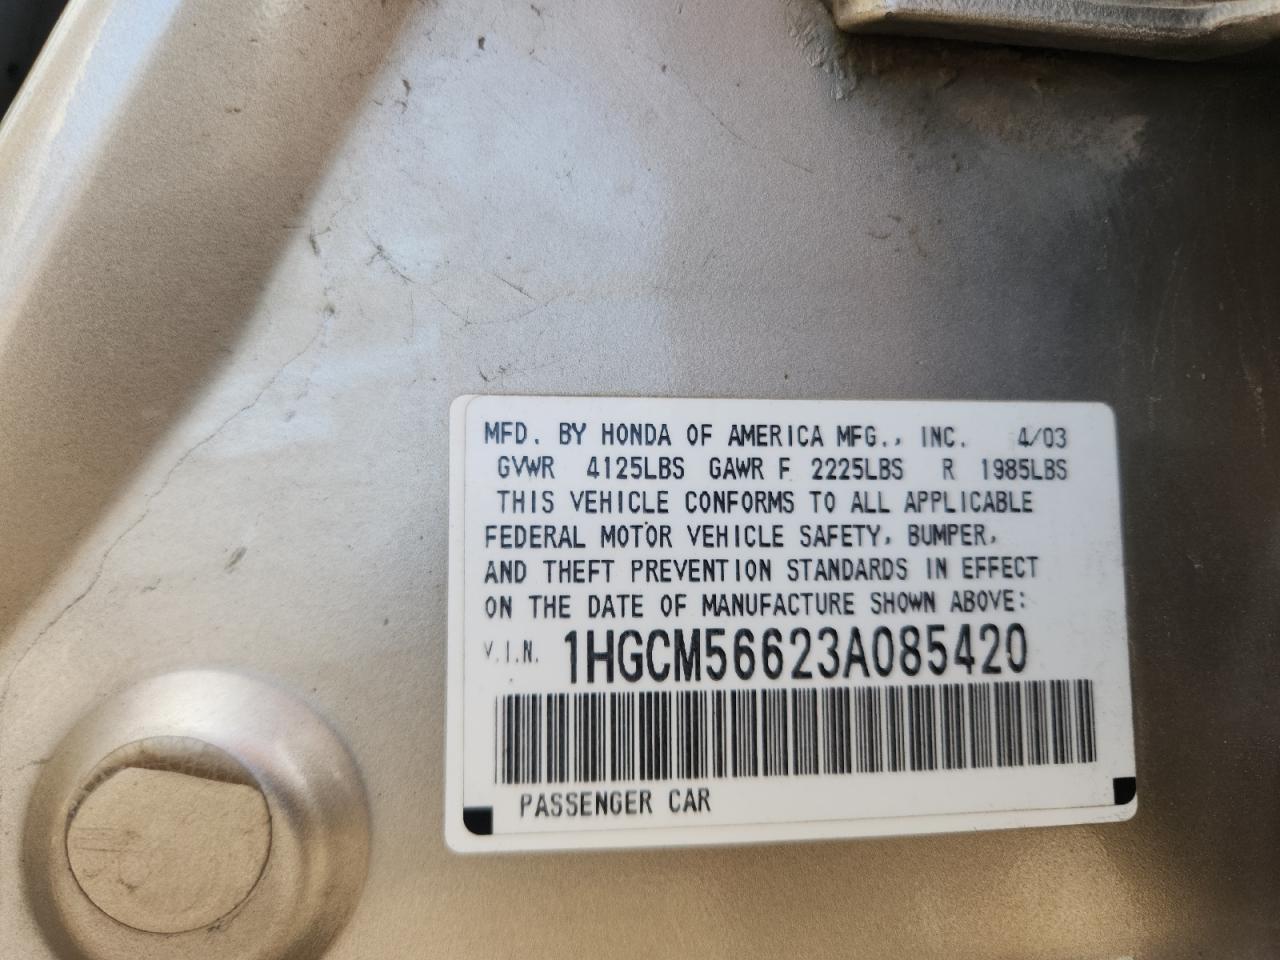 MFD. BY HONDA OF AMERICA MFG., INC. 4/03
GVWR 4125LBS GAWR F 2225LBS R 1985LBS
THIS VEHICLE CONFORMS TO ALL APPLICABLE
FEDERAL MOTOR VEHICLE SAFETY, BUMPER,
AND THEFT PREVENTION STANDARDS IN EFFECT
ON THE DATE OF MANUFACTURE SHOWN ABOVE:
V.I.N. 1HGCM56623A085420
PASSENGER CAR